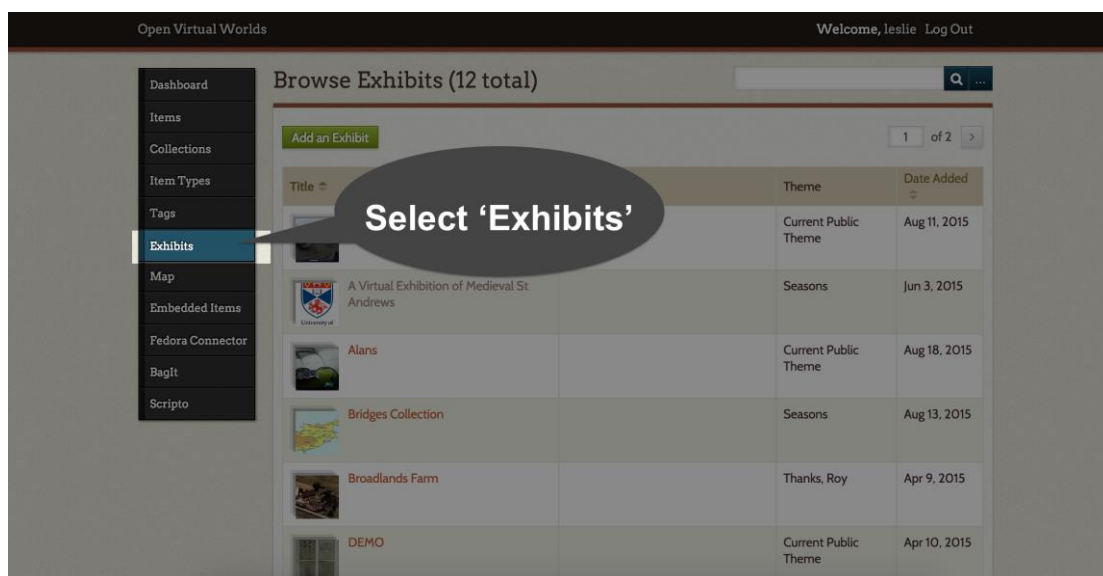 Open Virtual Worlds
Welcome, leslie Log Out
Dashboard
Items
Collections
Item Types
Tags
Exhibits
Map
Embedded Items
Fedora Connector
BagIt
Scripto
Browse Exhibits (12 total)
...
Add an Exhibit
1 of 2 >
Title Theme Date Added
Select ‘Exhibits’
Current Public
Theme
Aug 11, 2015
University of
A Virtual Exhibition of Medieval St
Andrews
Seasons
Jun 3, 2015
Alans
Current Public
Theme
Aug 18, 2015
Bridges Collection
Seasons
Aug 13, 2015
Broadlands Farm
Thanks, Roy
Apr 9, 2015
DEMO
Current Public
Theme
Apr 10, 2015